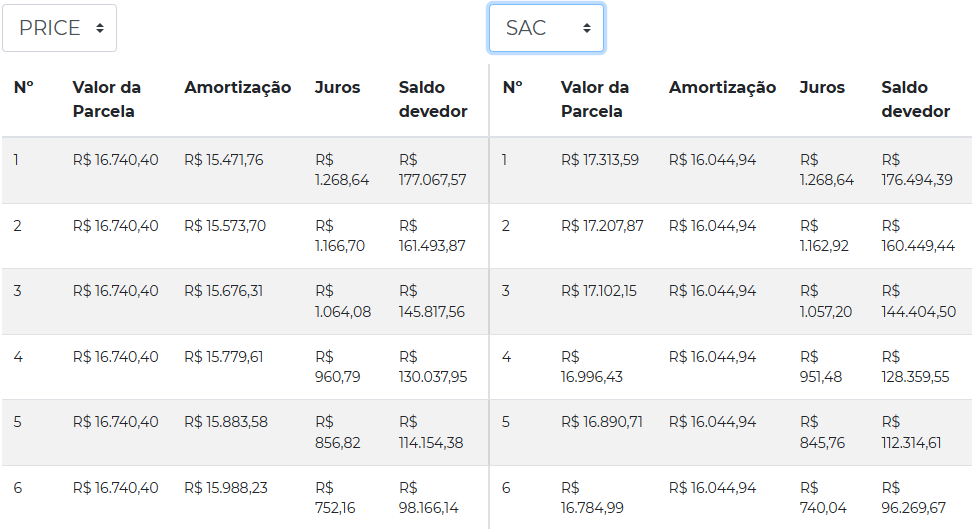 PRICE SAC
Nº Valor da Amortização Juros Saldo Nº Valor da Amortização Juros Saldo
Parcela devedor Parcela devedor
1 R$ 16.740,40 R$ 15.471,76 R$ R$ 1 R$ 17.313,59 R$ 16.044,94 R$ R$
1.268,64 177.067,57 1.268,64 176.494,39
2 R$ 16.740,40 R$ 15.573,70 R$ R$ 2 R$ 17.207,87 R$ 16.044,94 R$ R$
1.166,70 161.493,87 1.162,92 160.449,44
3 R$ 16.740,40 R$ 15.676,31 R$ R$ 3 R$ 17.102,15 R$ 16.044,94 R$ R$
1.064,08 145.817,56 1.057,20 144.404,50
4 R$ 16.740,40 R$ 15.779,61 R$ R$ 4 R$ R$ 16.044,94 R$ R$
960,79 130.037,95 16.996,43 951,48 128.359,55
5 R$ 16.740,40 R$ 15.883,58 R$ R$ 5 R$ 16.890,71 R$ 16.044,94 R$ R$
856,82 114.154,38 845,76 112.314,61
6 R$ 16.740,40 R$ 15.988,23 R$ R$ 6 R$ R$ 16.044,94 R$ R$
752,16 98.166,14 16.784,99 740,04 96.269,67